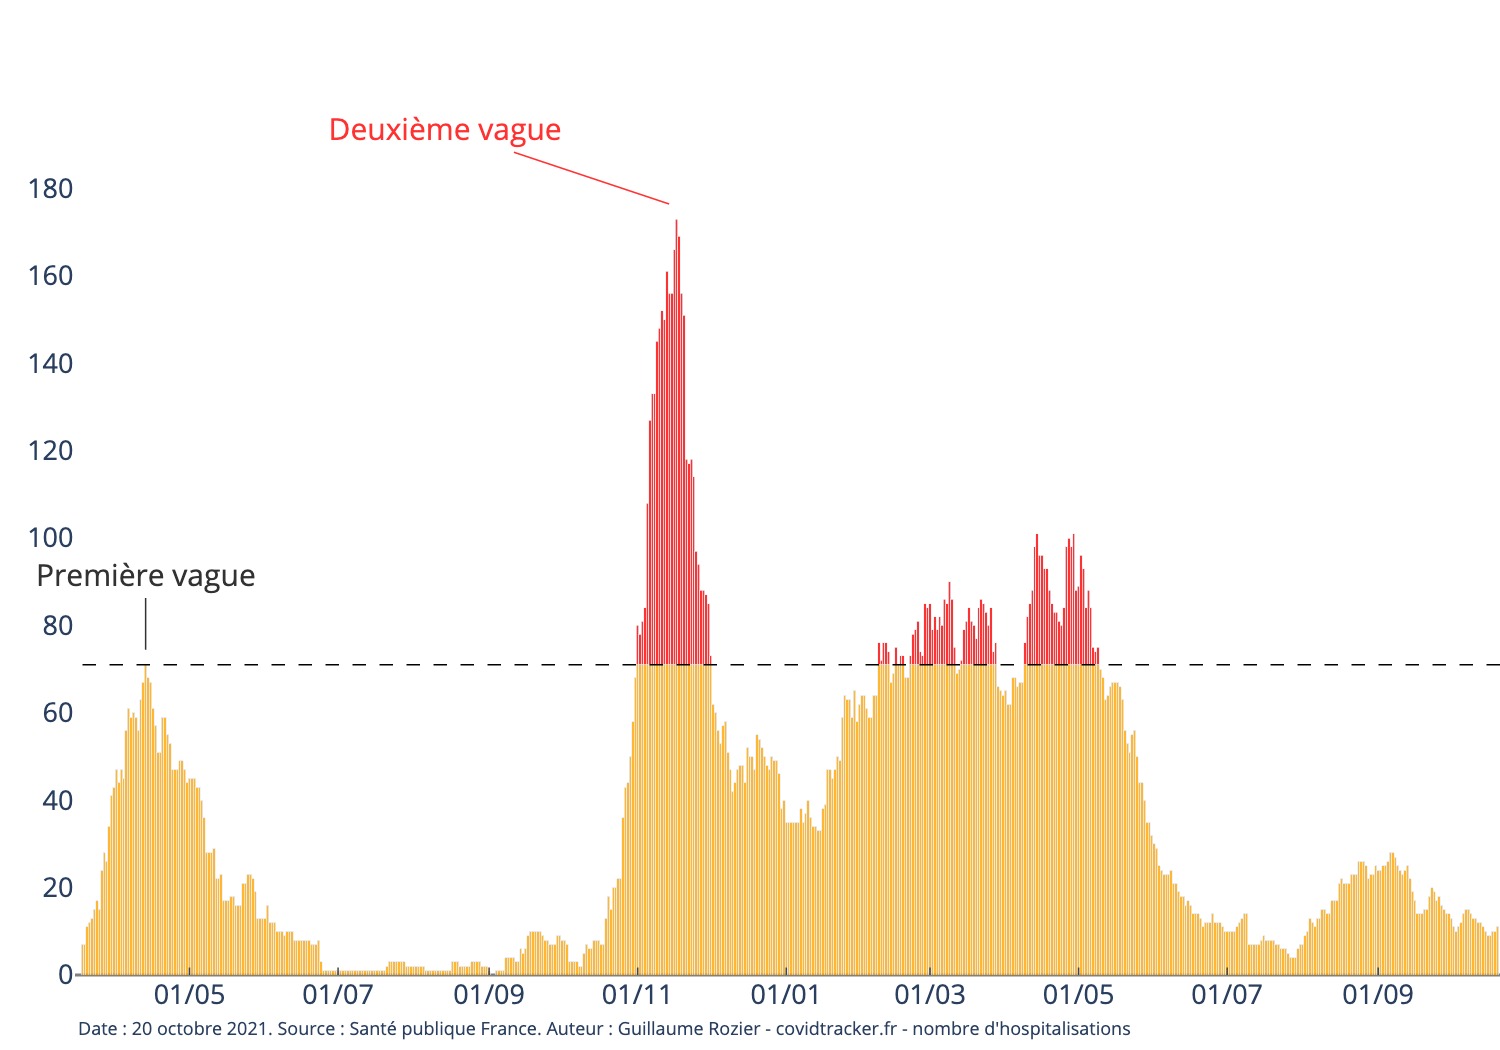 Deuxième vague
180
160
140
120
100
Première vague
80
60
40
20
0
01/05 01/07 01/09 01/11 01/01 01/03 01/05 01/07 01/09
Date : 20 octobre 2021. Source : Santé publique France. Auteur : Guillaume Rozier - covidtracker.fr - nombre d'hospitalisations